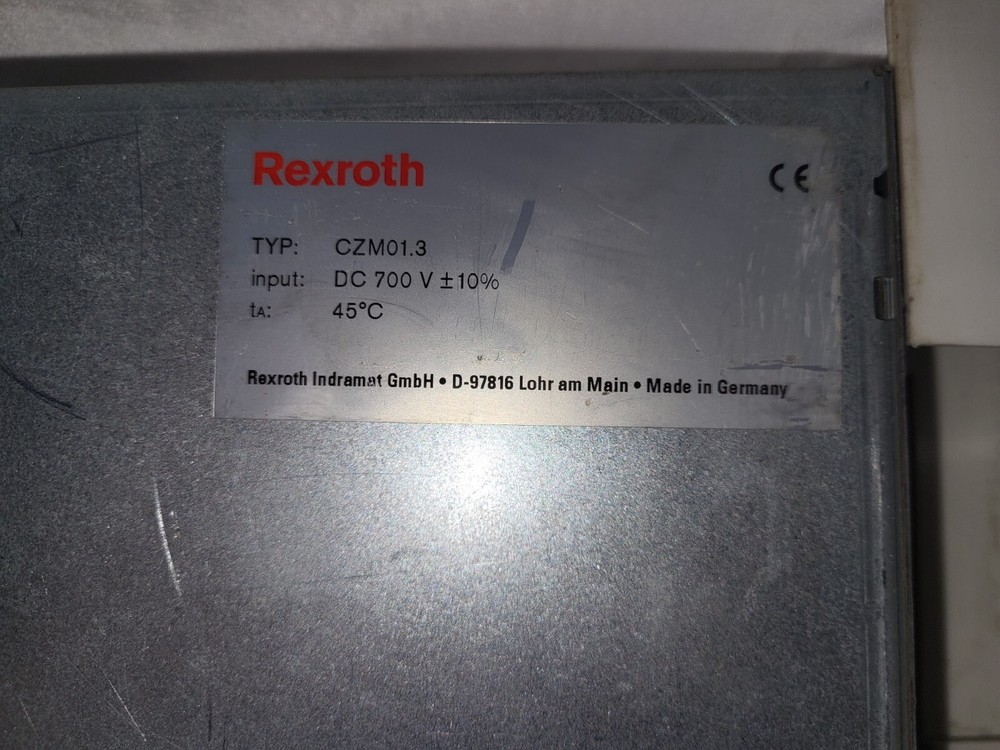 Rexroth
CE
TYP: CZM01.3
input: DC 700 V ±10%
tA: 45°C
Rexroth Indramat GmbH • D-97816 Lohr am Main • Made in Germany